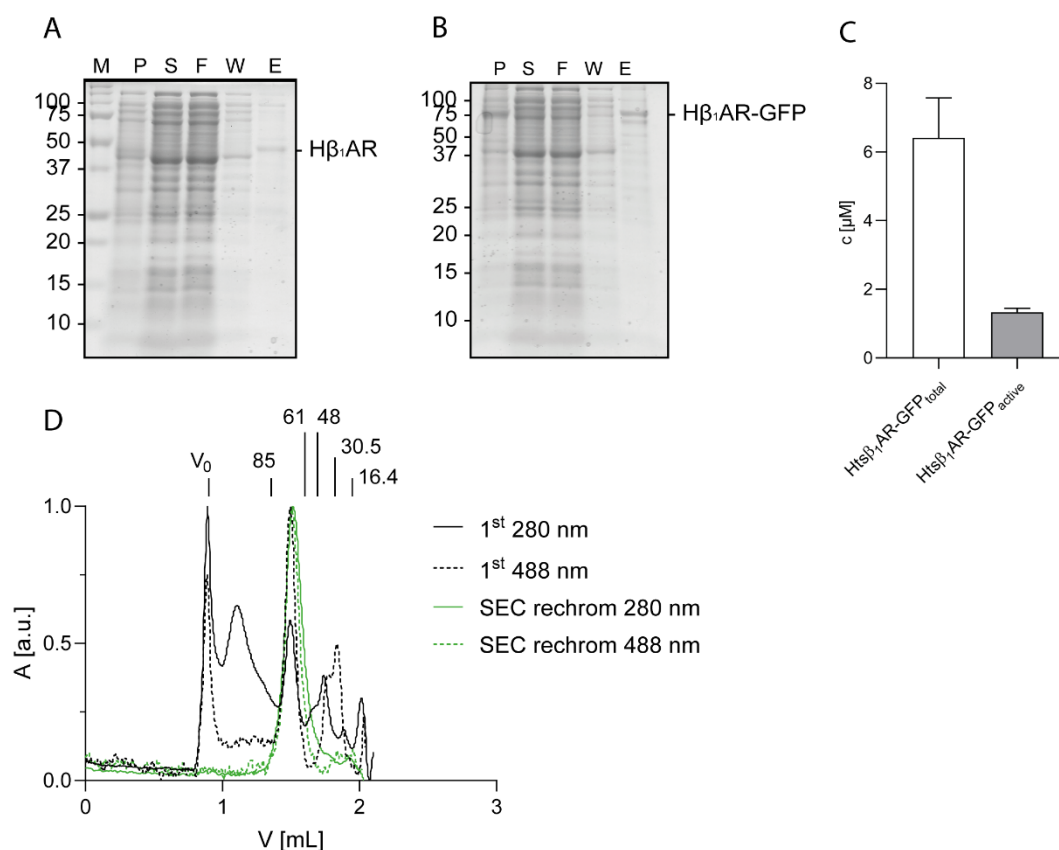 A
M P S F W E
100
75
50
37
25
20
15
10
Hβ₁AR
B
P S F W E
100
75
50
37
25
20
15
10
Hβ₁AR-GFP
C
8
6
4
2
0
c [µM]
Htsβ₁AR-GFPtotal
Htsβ₁AR-GFPactive
D
V₀
85
61
48
30.5
16.4
1.0
0.5
0.0
A [a.u.]
0 1 2 3
V [mL]
1st 280 nm
1st 488 nm
SEC rechrom 280 nm
SEC rechrom 488 nm